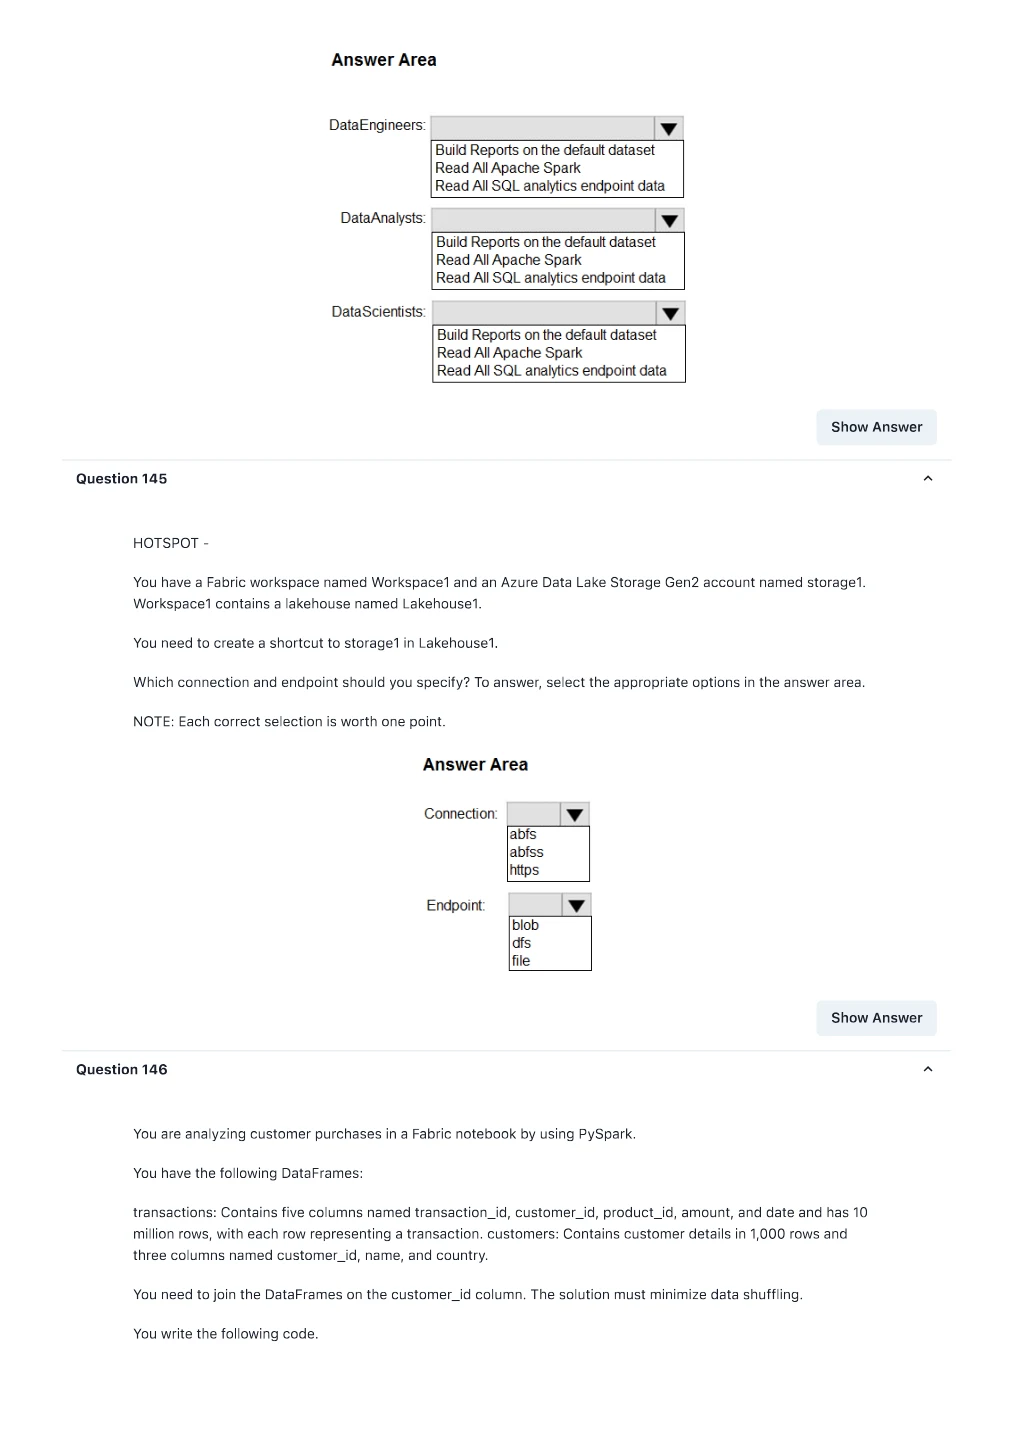 Answer Area
DataEngineers:
Build Reports on the default dataset
Read All Apache Spark
Read All SQL analytics endpoint data
DataAnalysts:
Build Reports on the default dataset
Read All Apache Spark
Read All SQL analytics endpoint data
DataScientists:
Build Reports on the default dataset
Read All Apache Spark
Read All SQL analytics endpoint data
Show Answer
Question 145
HOTSPOT -
You have a Fabric workspace named Workspace1 and an Azure Data Lake Storage Gen2 account named storage1.
Workspace1 contains a lakehouse named Lakehouse1.
You need to create a shortcut to storage1 in Lakehouse1.
Which connection and endpoint should you specify? To answer, select the appropriate options in the answer area.
NOTE: Each correct selection is worth one point.
Answer Area
Connection:
abfs
abfss
https
Endpoint:
blob
dfs
file
Show Answer
Question 146
You are analyzing customer purchases in a Fabric notebook by using PySpark.
You have the following DataFrames:
transactions: Contains five columns named transaction_id, customer_id, product_id, amount, and date and has 10
million rows, with each row representing a transaction. customers: Contains customer details in 1,000 rows and
three columns named customer_id, name, and country.
You need to join the DataFrames on the customer_id column. The solution must minimize data shuffling.
You write the following code.